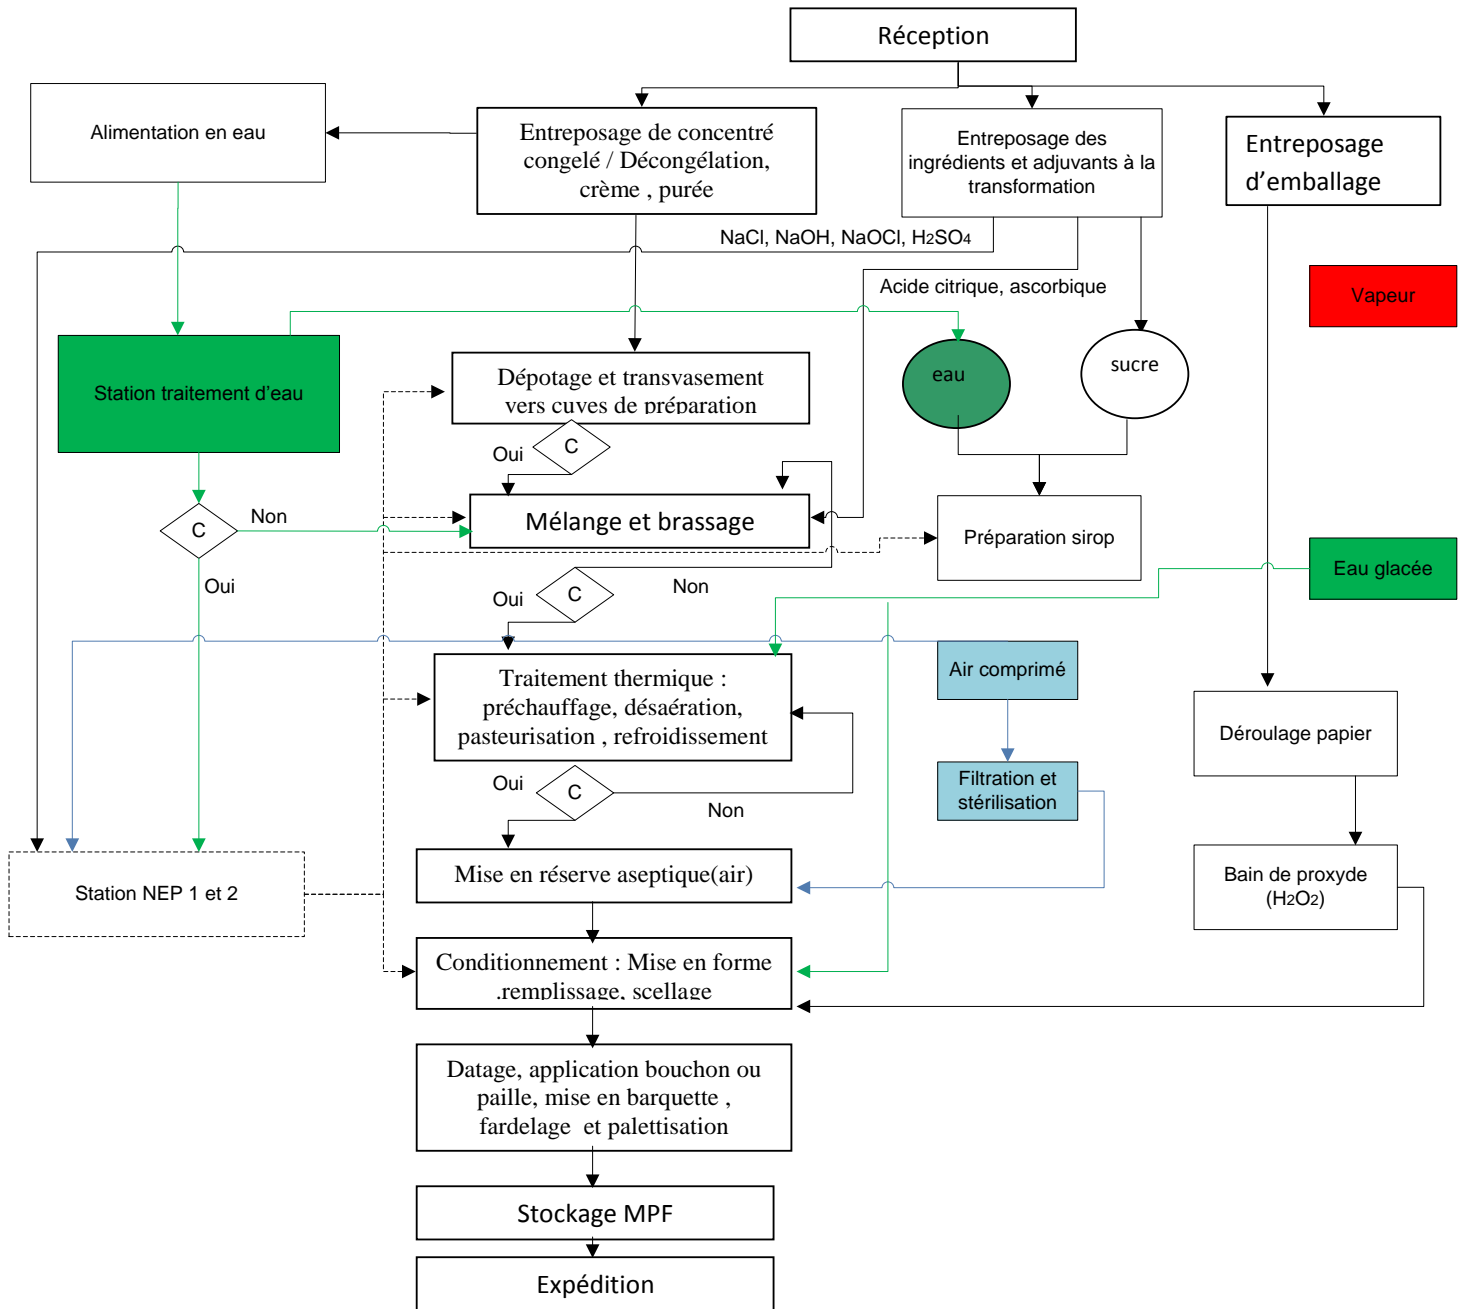 Réception
Alimentation en eau
Entreposage de concentré
congelé / Décongélation,
crème , purée
Entreposage des
ingrédients et adjuvants à la
transformation
Entreposage
d’emballage
NaCl, NaOH, NaOCl, H2SO4
Acide citrique, ascorbique
Vapeur
Station traitement d’eau
Dépotage et transvasement
vers cuves de préparation
eau
sucre
Oui
C
C
Non
Mélange et brassage
Préparation sirop
Eau glacée
Oui
Oui
C
Non
Traitement thermique :
préchauffage, désaération,
pasteurisation , refroidissement
Air comprimé
Déroulage papier
Oui
C
Non
Filtration et
stérilisation
Station NEP 1 et 2
Mise en réserve aseptique(air)
Bain de proxyde
(H2O2)
Conditionnement : Mise en forme
.remplissage, scellage
Datage, application bouchon ou
paille, mise en barquette ,
fardelage  et palettisation
Stockage MPF
Expédition